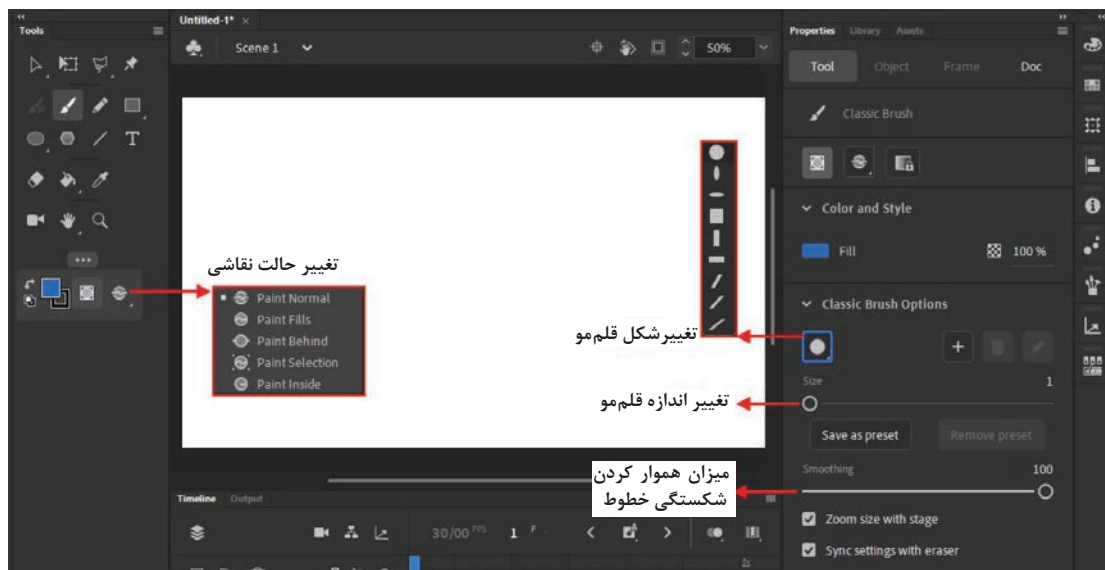 Tools
Untitled-1* ×
Scene 1
50%
Properties Library Assets
Tool Object Frame Doc
Classic Brush
Color and Style
Fill 100 %
Classic Brush Options
Size 1
Save as preset Remove preset
Smoothing 100
Zoom size with stage
Sync settings with eraser
T
تغییر حالت نقاشی
Paint Normal
Paint Fills
Paint Behind
Paint Selection
Paint Inside
تغییرشکل قلم‌مو
تغییر اندازه قلم‌مو
میزان هموار کردن
شکستگی خطوط
Timeline Output
30/00 FPS 1 F